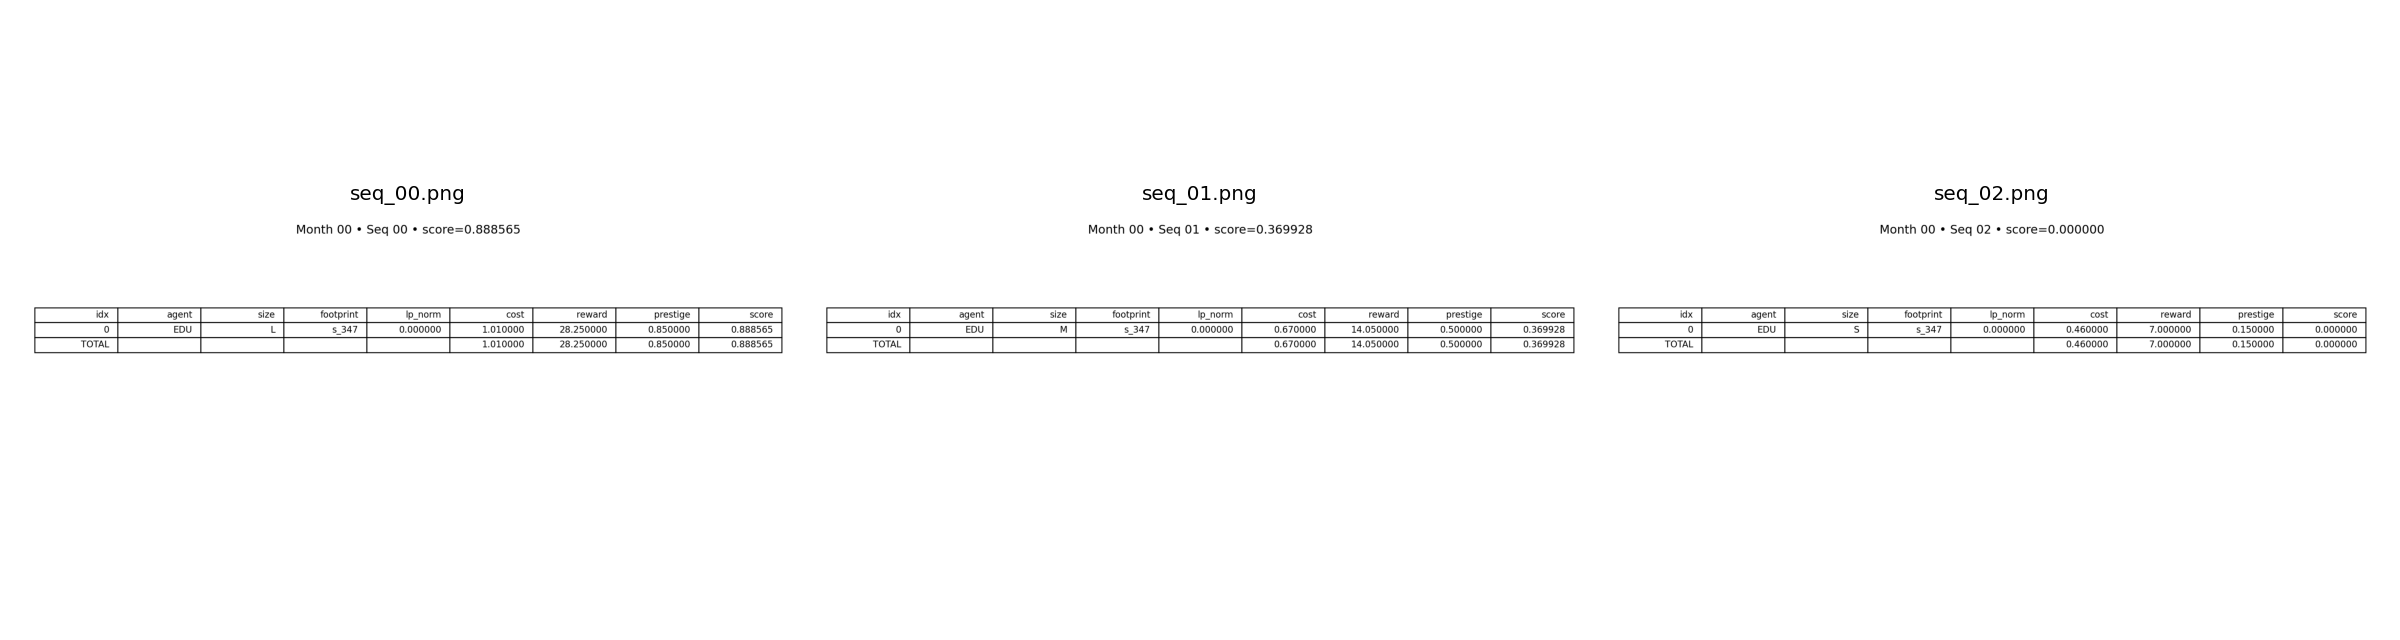 seq_00.png
Month 00 • Seq 00 • score=0.888565
idx agent size footprint lp_norm cost reward prestige score
0 EDU L s_347 0.000000 1.010000 28.250000 0.850000 0.888565
TOTAL 1.010000 28.250000 0.850000 0.888565
seq_01.png
Month 00 • Seq 01 • score=0.369928
idx agent size footprint lp_norm cost reward prestige score
0 EDU M s_347 0.000000 0.670000 14.050000 0.500000 0.369928
TOTAL 0.670000 14.050000 0.500000 0.369928
seq_02.png
Month 00 • Seq 02 • score=0.000000
idx agent size footprint lp_norm cost reward prestige score
0 EDU S s_347 0.000000 0.460000 7.000000 0.150000 0.000000
TOTAL 0.460000 7.000000 0.150000 0.000000